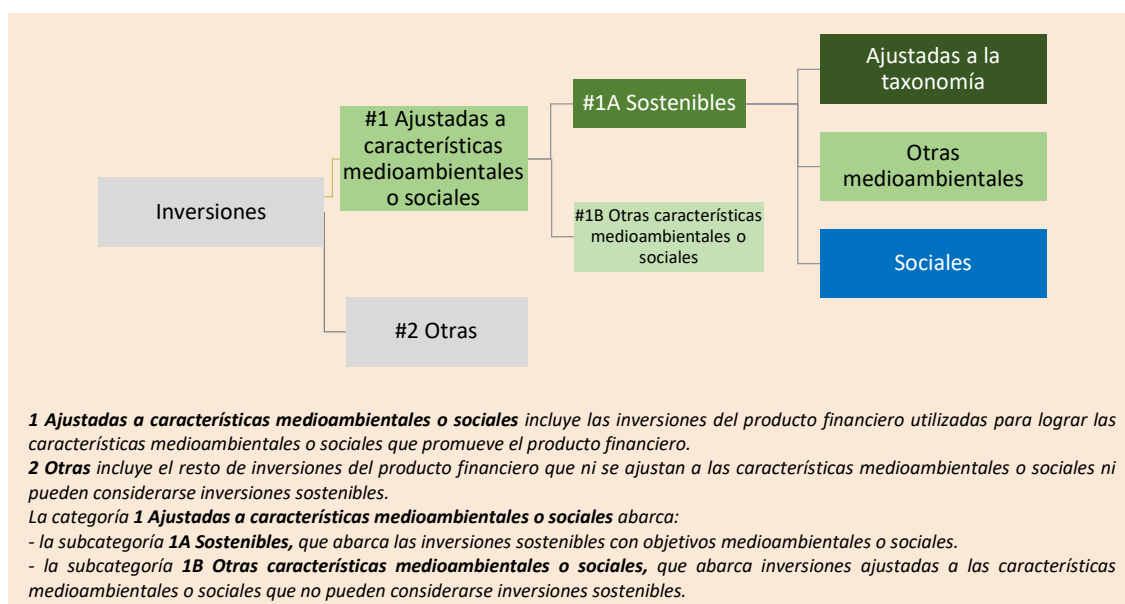 Inversiones
#1 Ajustadas a
características
medioambientales
o sociales
#2 Otras
#1A Sostenibles
#1B Otras características
medioambientales o
sociales
Ajustadas a la
taxonomía
Otras
medioambientales
Sociales
1 Ajustadas a características medioambientales o sociales incluye las inversiones del producto financiero utilizadas para lograr las
características medioambientales o sociales que promueve el producto financiero.
2 Otras incluye el resto de inversiones del producto financiero que ni se ajustan a las características medioambientales o sociales ni
pueden considerarse inversiones sostenibles.
La categoría 1 Ajustadas a características medioambientales o sociales abarca:
- la subcategoría 1A Sostenibles, que abarca las inversiones sostenibles con objetivos medioambientales o sociales.
- la subcategoría 1B Otras características medioambientales o sociales, que abarca inversiones ajustadas a las características
medioambientales o sociales que no pueden considerarse inversiones sostenibles.